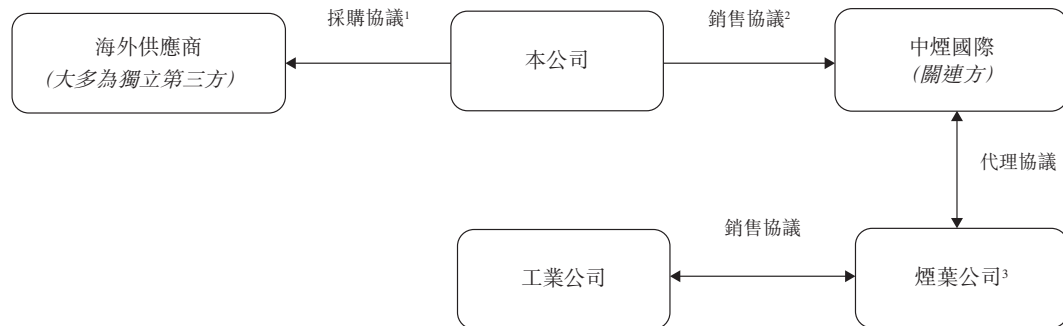 採購協議¹
銷售協議²
海外供應商
(大多為獨立第三方)
本公司
中煙國際
(關連方)
代理協議
銷售協議
工業公司
煙葉公司³